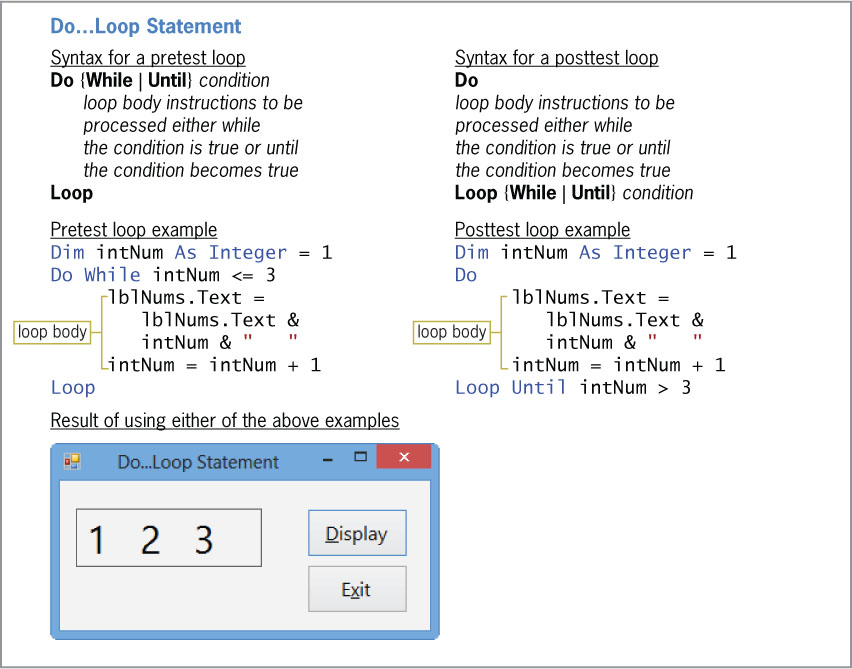 Do...Loop Statement
Syntax for a pretest loop
Do {While | Until} condition
loop body instructions to be
processed either while
the condition is true or until
the condition becomes true
Loop
Pretest loop example
Dim intNum As Integer = 1
Do While intNum <= 3
lblNums.Text =
lblNums.Text &
intNum & "   "
intNum = intNum + 1
Loop
loop body
Syntax for a posttest loop
Do
loop body instructions to be
processed either while
the condition is true or until
the condition becomes true
Loop {While | Until} condition
Posttest loop example
Dim intNum As Integer = 1
Do
lblNums.Text =
lblNums.Text &
intNum & "   "
intNum = intNum + 1
Loop Until intNum > 3
loop body
Result of using either of the above examples
Do...Loop Statement
1 2 3
Display
Exit